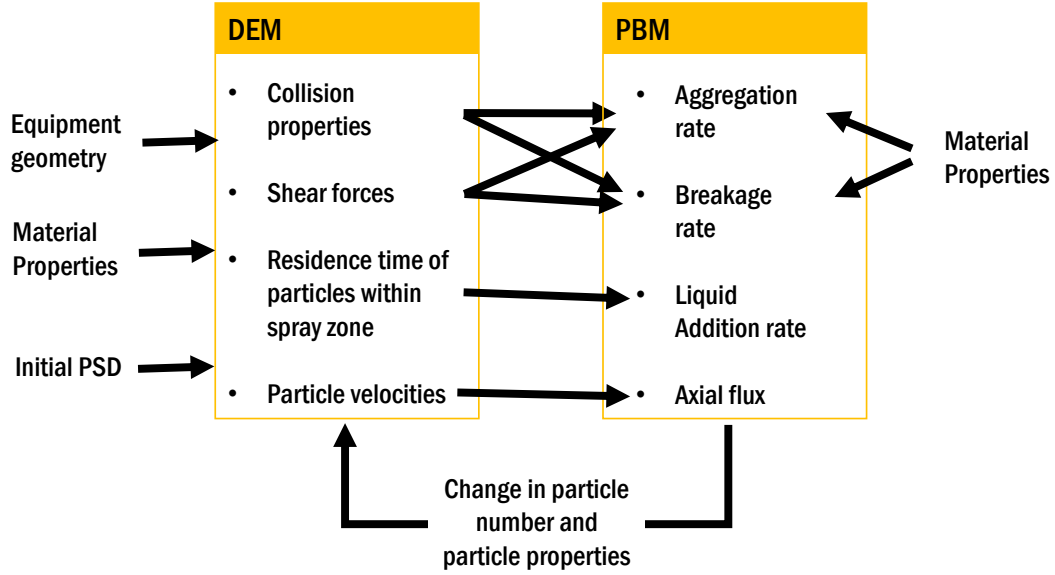 DEM
• Collision
properties
• Shear forces
• Residence time of
particles within
spray zone
• Particle velocities
PBM
• Aggregation
rate
• Breakage
rate
• Liquid
Addition rate
• Axial flux
Equipment
geometry
Material
Properties
Initial PSD
Material
Properties
Change in particle
number and
particle properties